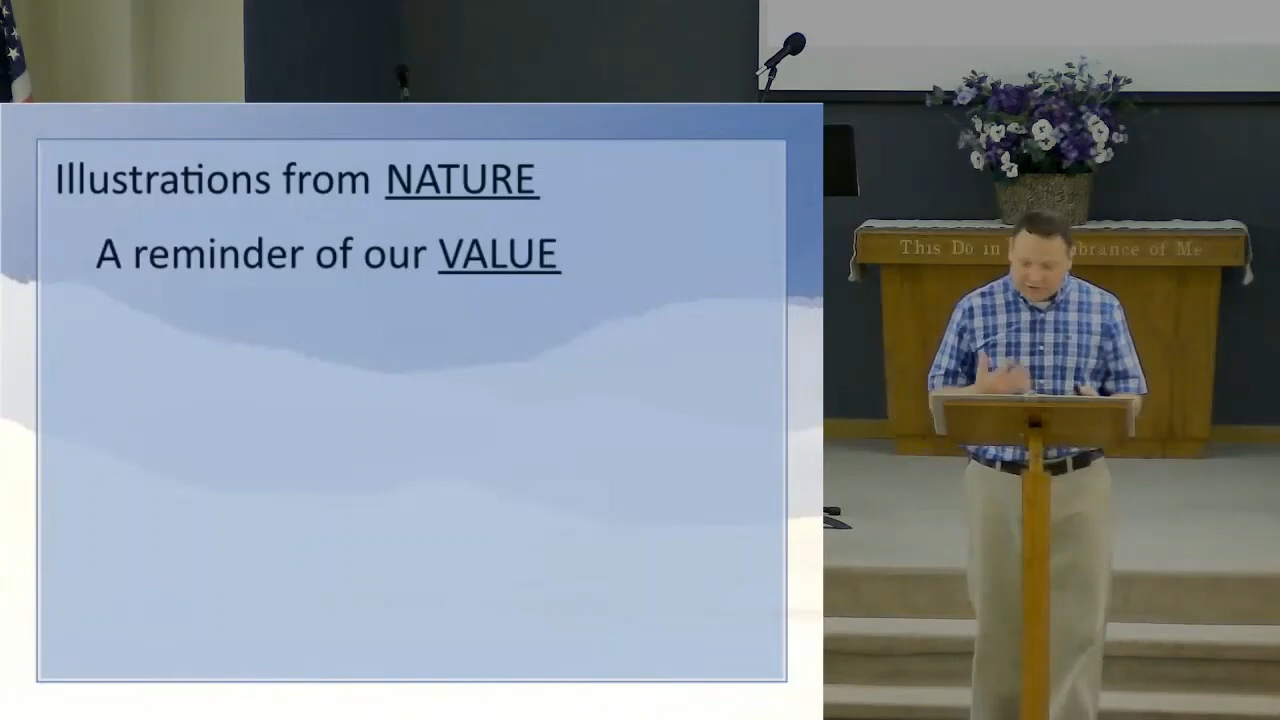 Illustrations from NATURE
A reminder of our VALUE
This Do in brance of Me